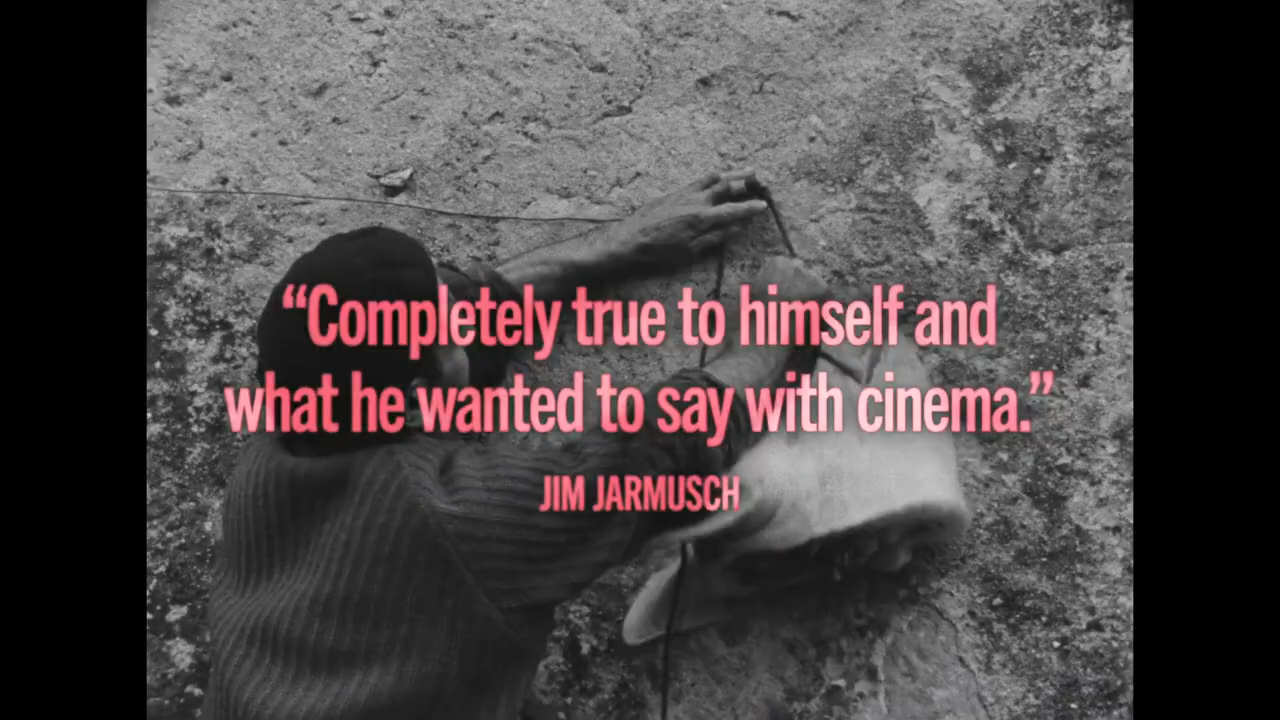 “Completely true to himself and
what he wanted to say with cinema.”
JIM JARMUSCH